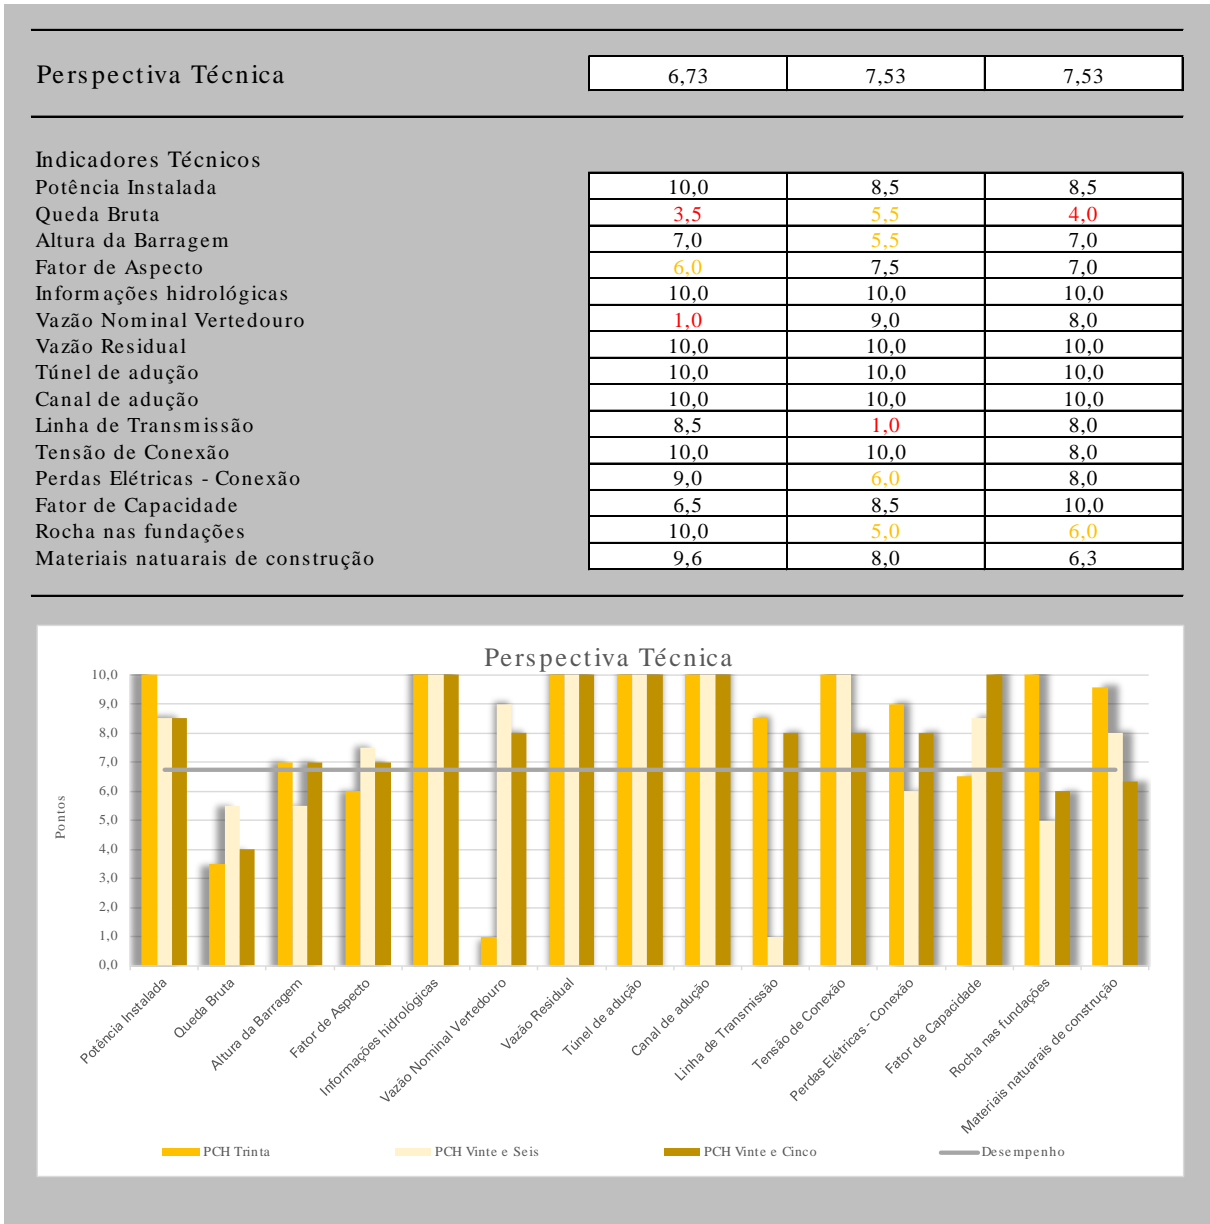 Perspectiva Técnica 6,73 7,53 7,53
Indicadores Técnicos
Potência Instalada 10,0 8,5 8,5
Queda Bruta 3,5 5,5 4,0
Altura da Barragem 7,0 5,5 7,0
Fator de Aspecto 6,0 7,5 7,0
Informações hidrológicas 10,0 10,0 10,0
Vazão Nominal Vertedouro 1,0 9,0 8,0
Vazão Residual 10,0 10,0 10,0
Túnel de adução 10,0 10,0 10,0
Canal de adução 10,0 10,0 10,0
Linha de Transmissão 8,5 1,0 8,0
Tensão de Conexão 10,0 10,0 8,0
Perdas Elétricas - Conexão 9,0 6,0 8,0
Fator de Capacidade 6,5 8,5 10,0
Rocha nas fundações 10,0 5,0 6,0
Materiais natuarais de construção 9,6 8,0 6,3
Perspectiva Técnica
10,0
9,0
8,0
7,0
6,0
5,0
4,0
3,0
2,0
1,0
0,0
Pontos
Potência Instalada
Queda Bruta
Altura da Barragem
Fator de Aspecto
Informações hidrológicas
Vazão Nominal Vertedouro
Vazão Residual
Túnel de adução
Canal de adução
Linha de Transmissão
Tensão de Conexão
Perdas Elétricas - Conexão
Fator de Capacidade
Rocha nas fundações
Materiais natuarais de construção
PCH Trinta PCH Vinte e Seis PCH Vinte e Cinco Desempenho